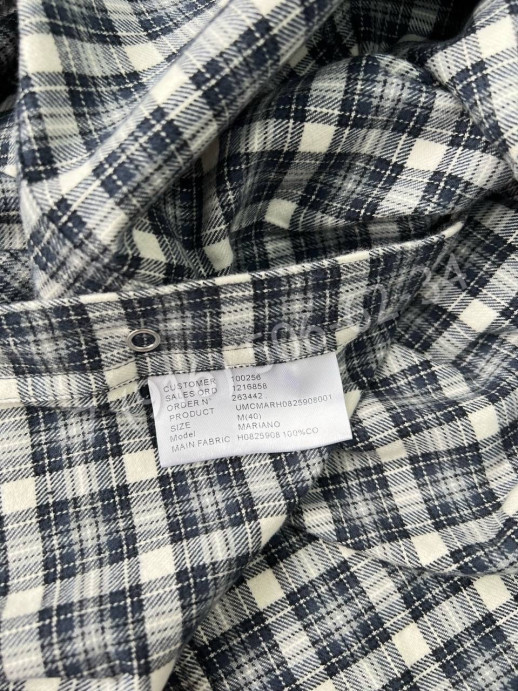 CUSTOMER 100256
SALES ORD 1216858
ORDER N° 263442
PRODUCT UMCMARH0825908001
SIZE M(40)
Model MARIANO
MAIN FABRIC H0825908 100%CO